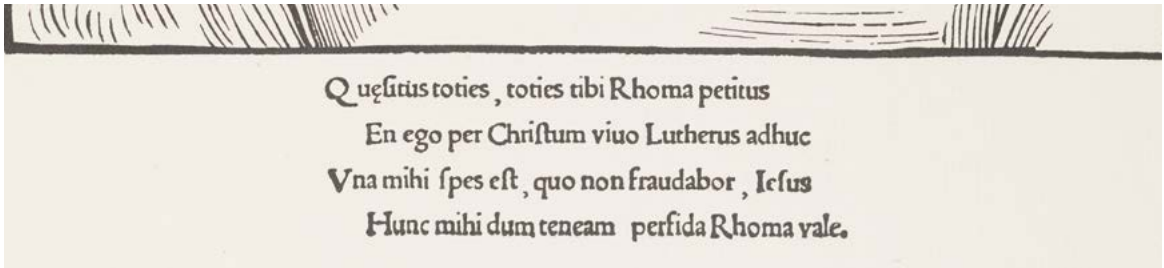 Quęſitus toties, toties tibi Rhoma petitus
En ego per Chriſtum viuo Lutherus adhuc
Vna mihi ſpes eſt, quo non fraudabor, Ieſus
Hunc mihi dum teneam perfida Rhoma vale.